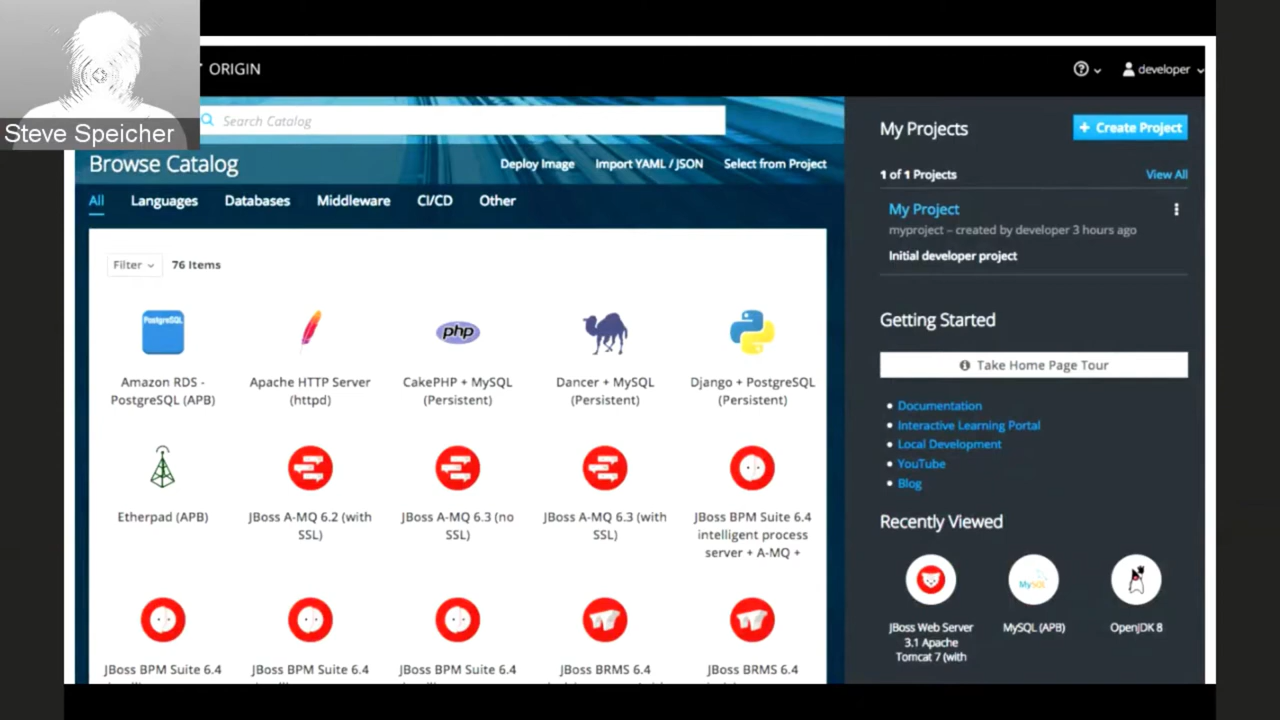 Steve Speicher
ORIGIN
developer
Search Catalog
Browse Catalog
Deploy Image
Import YAML / JSON
Select from Project
All
Languages
Databases
Middleware
CI/CD
Other
Filter
76 Items
PostgreSQL
Amazon RDS -
PostgreSQL (APB)
Apache HTTP Server
(httpd)
php
CakePHP + MySQL
(Persistent)
Dancer + MySQL
(Persistent)
Django + PostgreSQL
(Persistent)
Etherpad (APB)
JBoss A-MQ 6.2 (with
SSL)
JBoss A-MQ 6.3 (no
SSL)
JBoss A-MQ 6.3 (with
SSL)
JBoss BPM Suite 6.4
intelligent process
server + A-MQ +
JBoss BPM Suite 6.4
JBoss BPM Suite 6.4
JBoss BPM Suite 6.4
JBoss BRMS 6.4
JBoss BRMS 6.4
My Projects
+ Create Project
1 of 1 Projects
View All
My Project
myproject – created by developer 3 hours ago
Initial developer project
Getting Started
Take Home Page Tour
Documentation
Interactive Learning Portal
Local Development
YouTube
Blog
Recently Viewed
JBoss Web Server
3.1 Apache
Tomcat 7 (with
MySQL
MySQL (APB)
OpenJDK 8